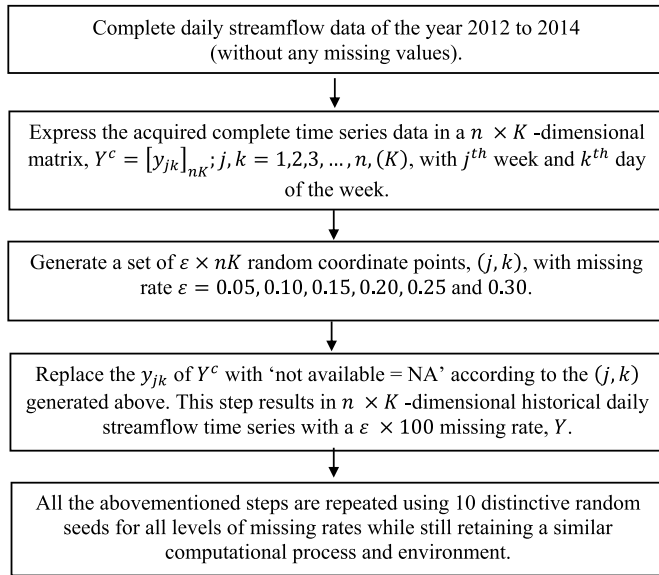 Complete daily streamflow data of the year 2012 to 2014
(without any missing values).
Express the acquired complete time series data in a n × K -dimensional
matrix, Y^c = [y_{jk}]_{nK}; j, k = 1,2,3, … , n, (K), with j^{th} week and k^{th} day
of the week.
Generate a set of ε × nK random coordinate points, (j, k), with missing
rate ε = 0.05, 0.10, 0.15, 0.20, 0.25 and 0.30.
Replace the y_{jk} of Y^c with ‘not available = NA’ according to the (j, k)
generated above. This step results in n × K -dimensional historical daily
streamflow time series with a ε × 100 missing rate, Y.
All the abovementioned steps are repeated using 10 distinctive random
seeds for all levels of missing rates while still retaining a similar
computational process and environment.